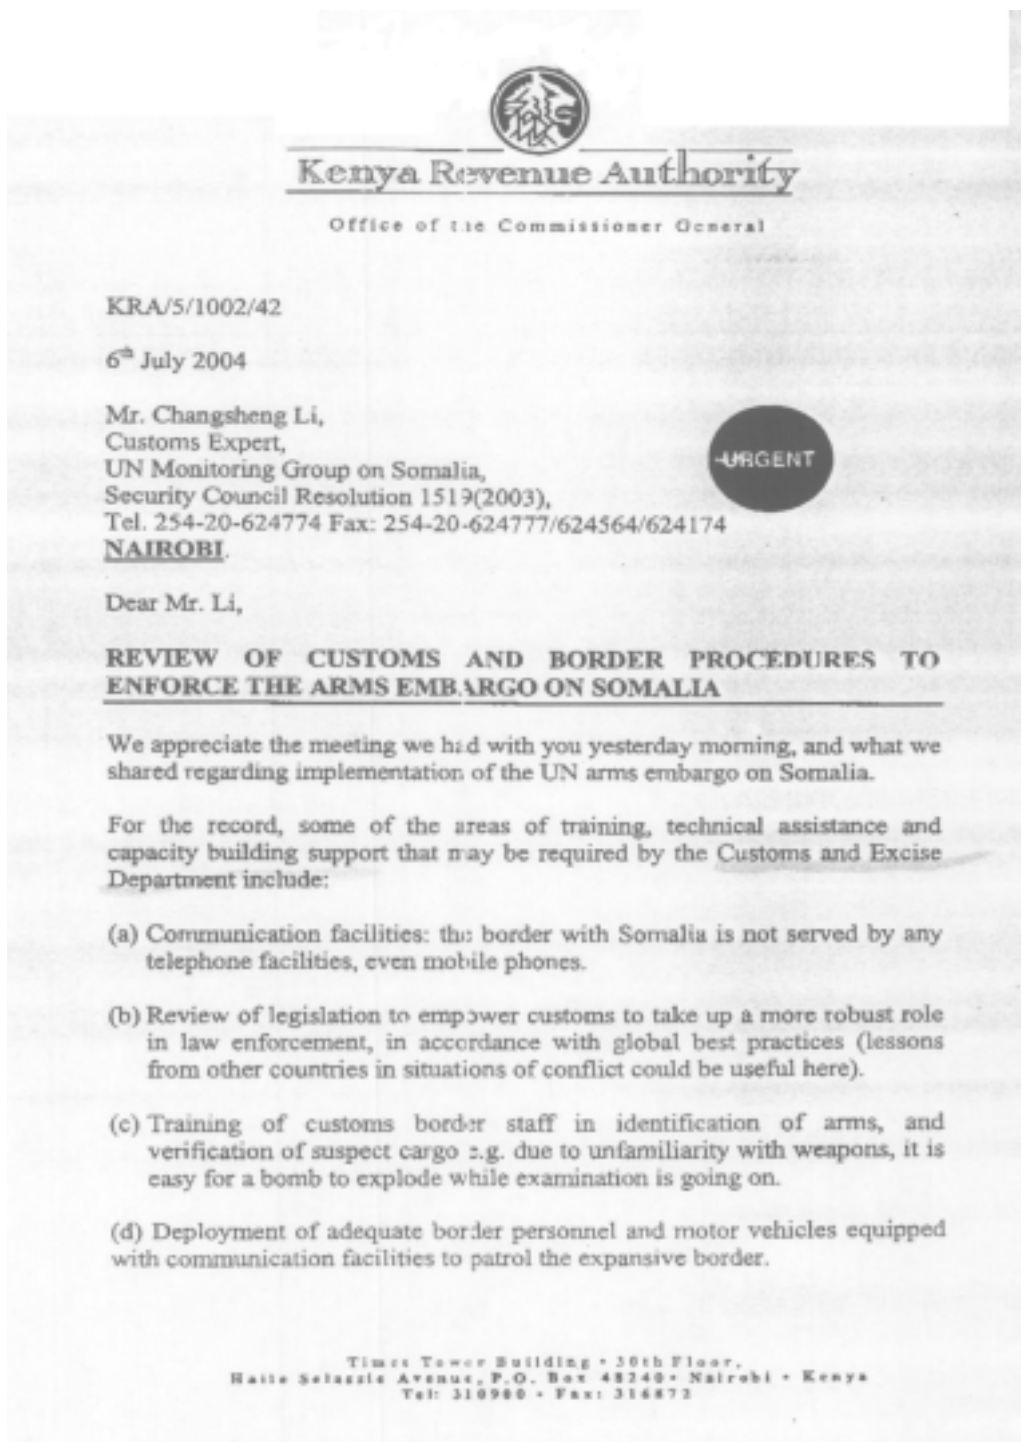 Kenya Revenue Authority
Office of the Commissioner General
KRA/5/1002/42
6th July 2004
Mr. Changsheng Li,
Customs Expert,
UN Monitoring Group on Somalia,
Security Council Resolution 1519(2003),
Tel. 254-20-624774 Fax: 254-20-624777/624564/624174
NAIROBI.
URGENT
Dear Mr. Li,
REVIEW OF CUSTOMS AND BORDER PROCEDURES TO
ENFORCE THE ARMS EMBARGO ON SOMALIA
We appreciate the meeting we had with you yesterday morning, and what we
shared regarding implementation of the UN arms embargo on Somalia.
For the record, some of the areas of training, technical assistance and
capacity building support that may be required by the Customs and Excise
Department include:
(a) Communication facilities: the border with Somalia is not served by any
telephone facilities, even mobile phones.
(b) Review of legislation to empower customs to take up a more robust role
in law enforcement, in accordance with global best practices (lessons
from other countries in situations of conflict could be useful here).
(c) Training of customs border staff in identification of arms, and
verification of suspect cargo e.g. due to unfamiliarity with weapons, it is
easy for a bomb to explode while examination is going on.
(d) Deployment of adequate border personnel and motor vehicles equipped
with communication facilities to patrol the expansive border.
Times Tower Building • 30th Floor,
Haile Selassie Avenue, P.O. Box 48240 • Nairobi • Kenya
Tel: 310900 • Fax: 316872